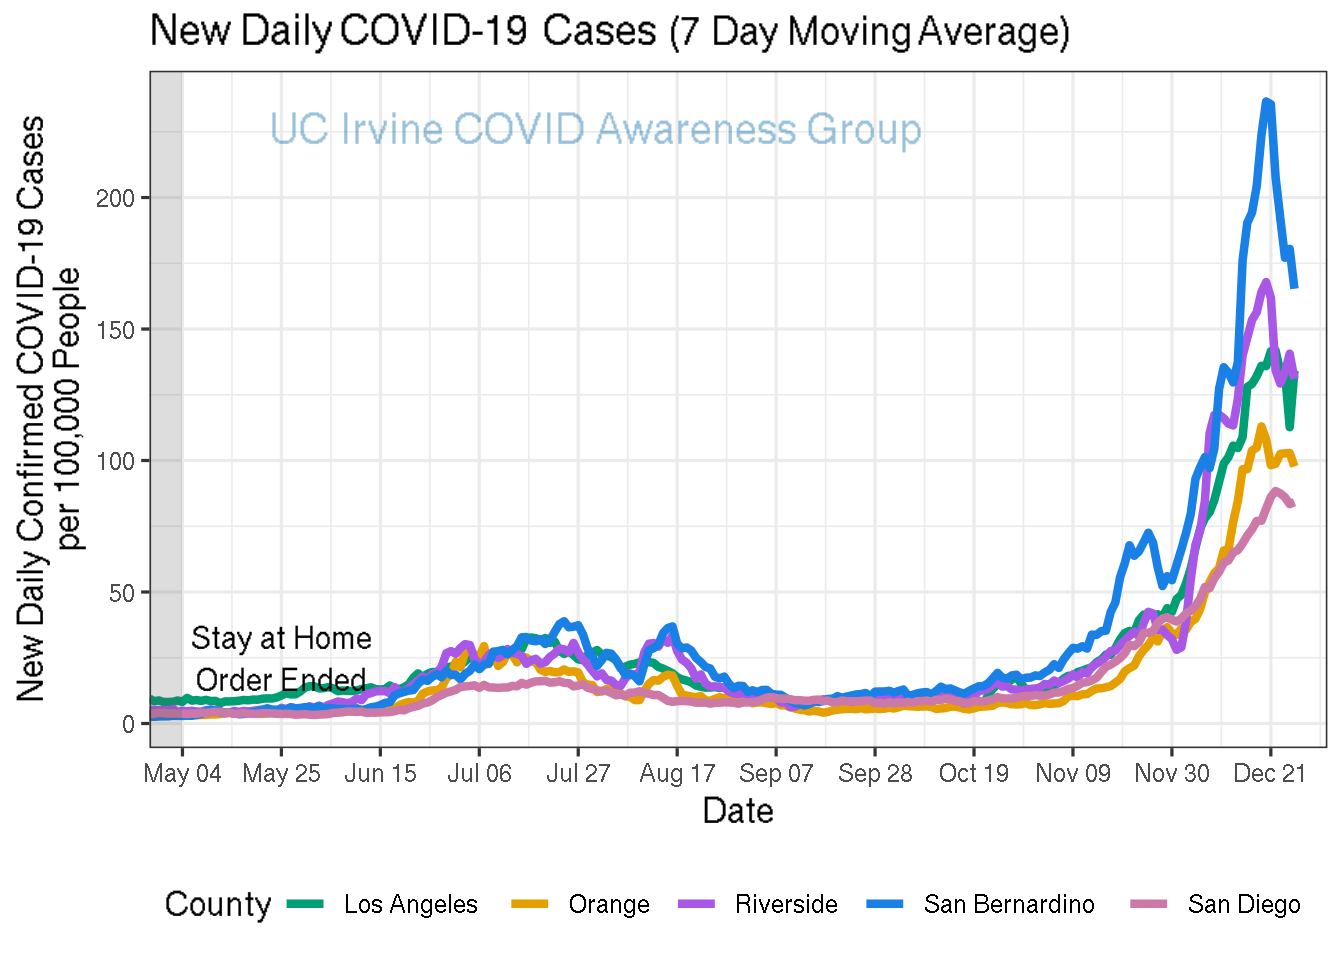 New Daily COVID-19 Cases (7 Day Moving Average)
UC Irvine COVID Awareness Group
New Daily Confirmed COVID-19 Cases
per 100,000 People
200
150
100
50
0
Stay at Home
Order Ended
May 04 May 25 Jun 15 Jul 06 Jul 27 Aug 17 Sep 07 Sep 28 Oct 19 Nov 09 Nov 30 Dec 21
Date
County Los Angeles Orange Riverside San Bernardino San Diego